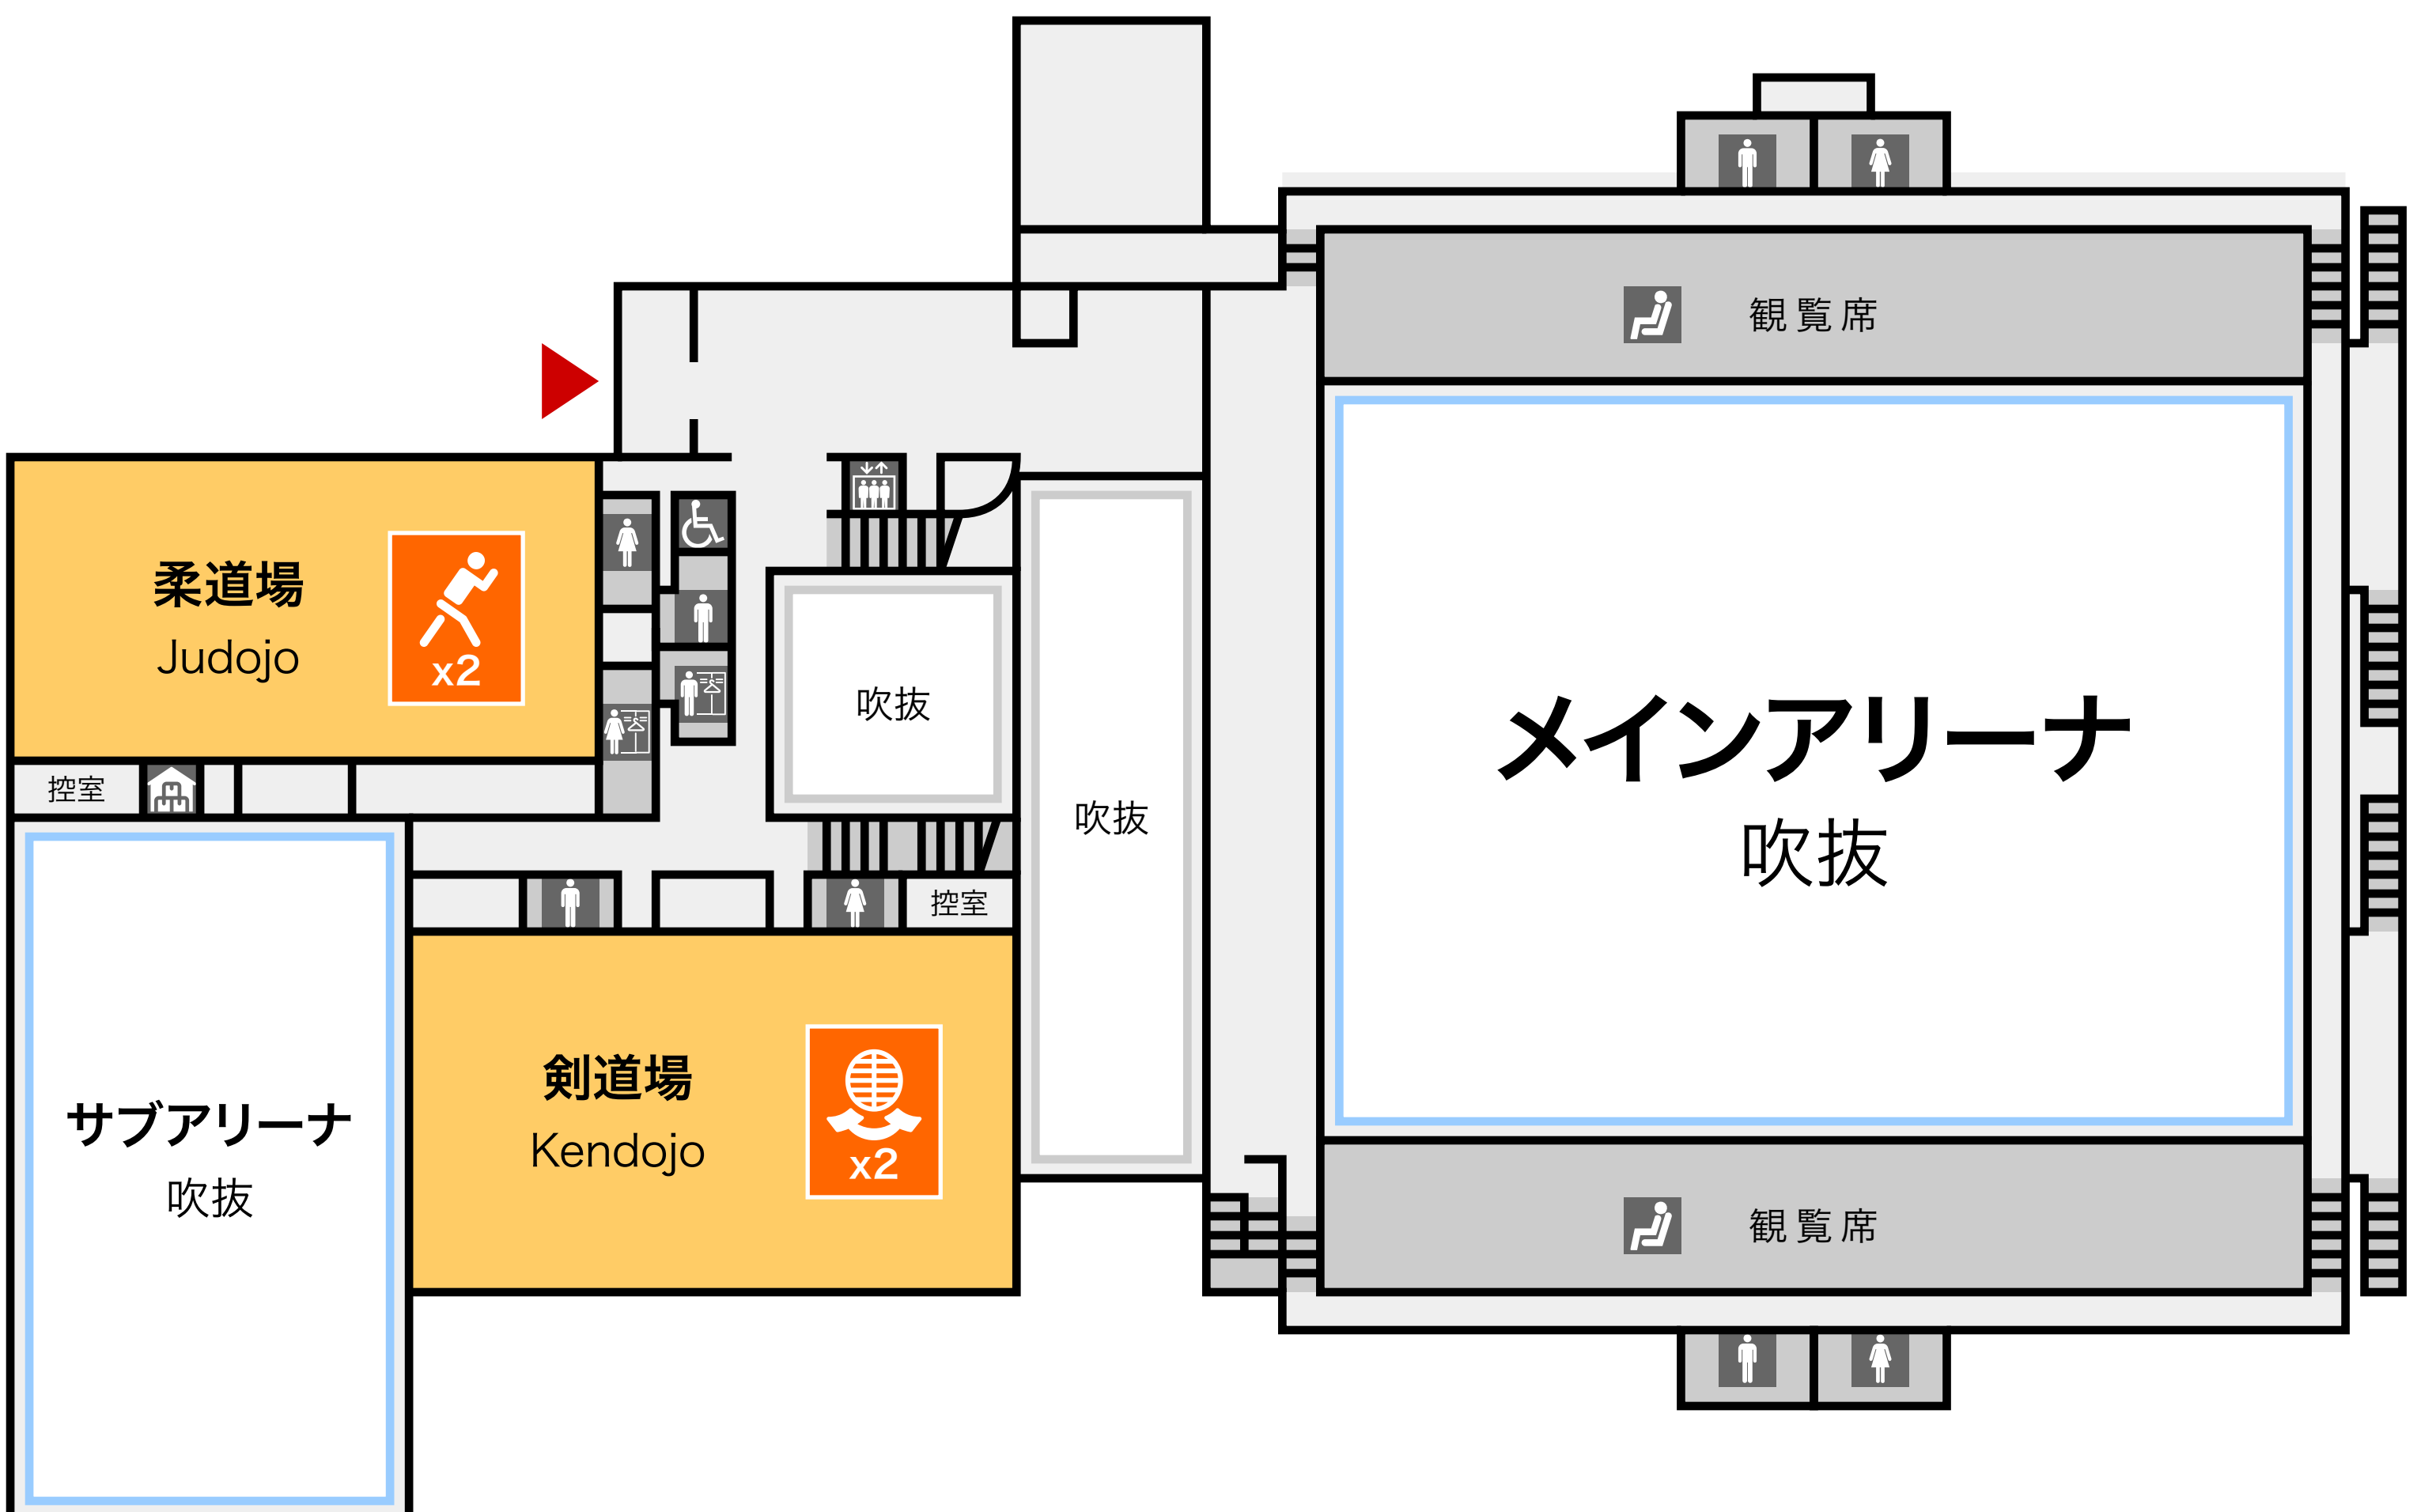 観覧席
柔道場
Judojo
x2
吹抜
メインアリーナ
吹抜
控室
吹抜
控室
剣道場
Kendojo
x2
サブアリーナ
吹抜
観覧席